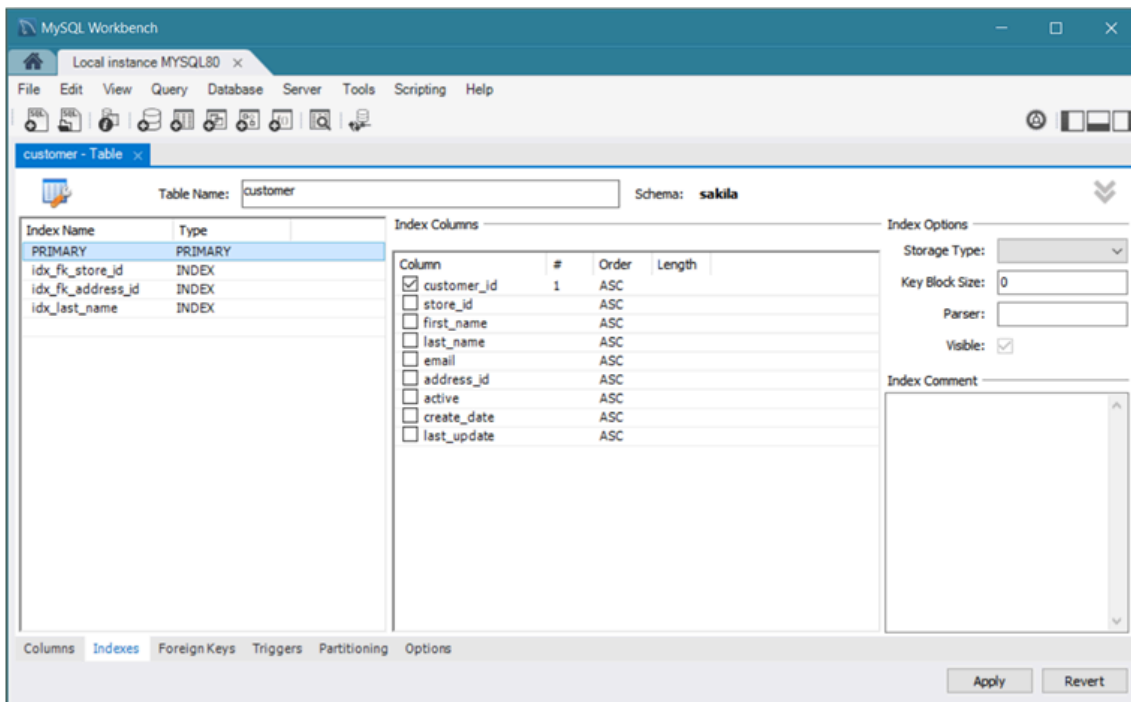 MySQL Workbench
Local instance MYSQL80
File Edit View Query Database Server Tools Scripting Help
customer - Table
Table Name: customer Schema: sakila
Index Name Type
PRIMARY PRIMARY
idx_fk_store_id INDEX
idx_fk_address_id INDEX
idx_last_name INDEX
Index Columns
Column # Order Length
customer_id 1 ASC
store_id ASC
first_name ASC
last_name ASC
email ASC
address_id ASC
active ASC
create_date ASC
last_update ASC
Index Options
Storage Type:
Key Block Size: 0
Parser:
Visible:
Index Comment
Columns Indexes Foreign Keys Triggers Partitioning Options
Apply Revert